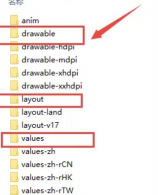 名称
anim
drawable
drawable-hdpi
drawable-mdpi
drawable-xhdpi
drawable-xxhdpi
layout
layout-land
layout-v17
values
values-zh
values-zh-rCN
values-zh-rHK
values-zh-rTW